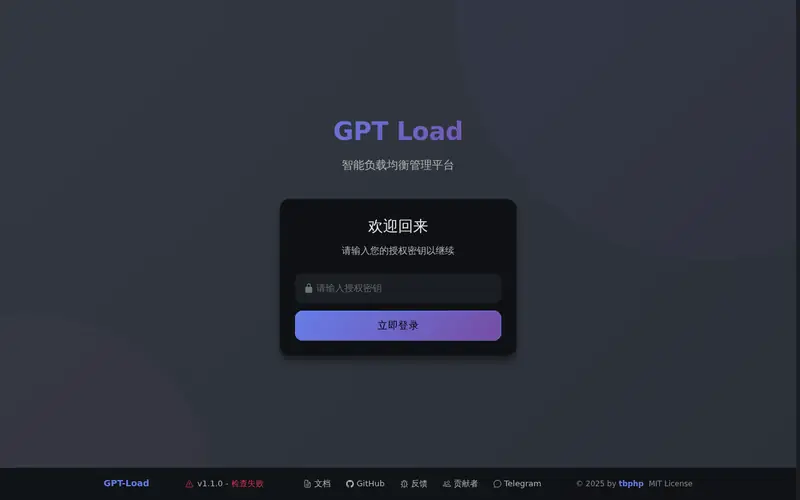 GPT Load
智能负载均衡管理平台
欢迎回来
请输入您的授权密钥以继续
请输入授权密钥
立即登录
GPT-Load v1.1.0 - 检查失败 文档 GitHub 反馈 贡献者 Telegram © 2025 by tbphp MIT License